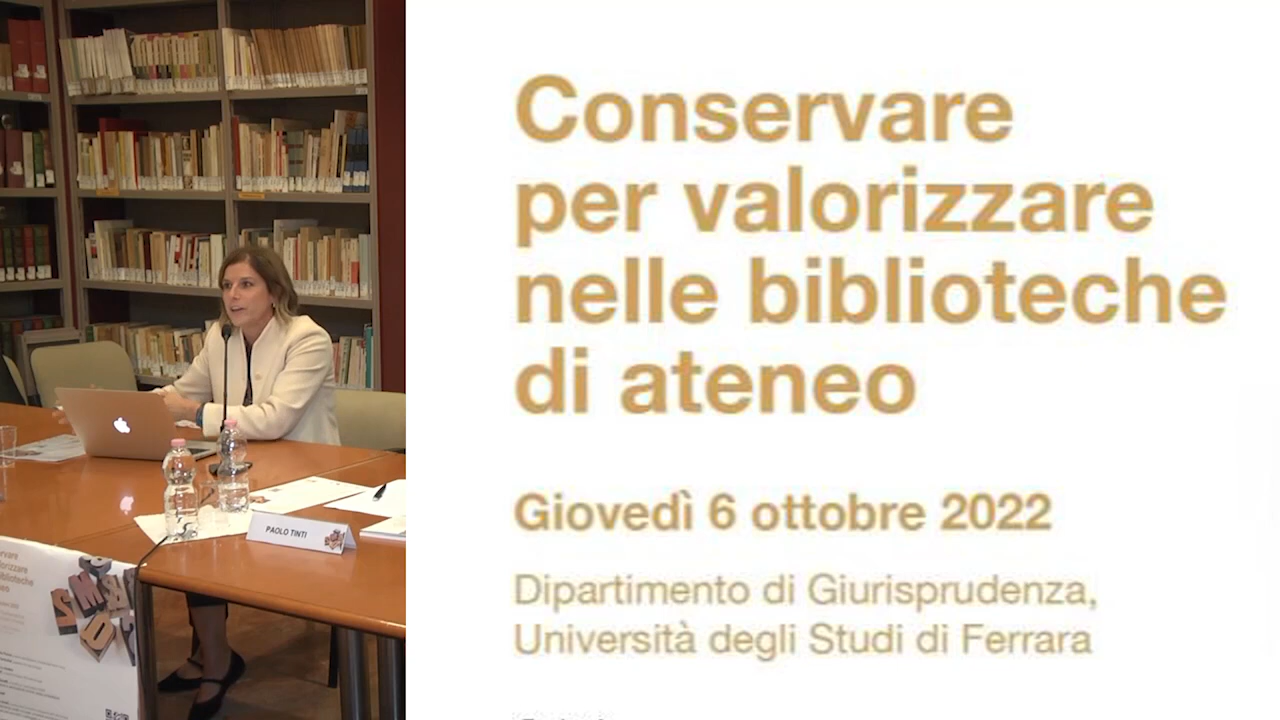 Conservare
per valorizzare
nelle biblioteche
di ateneo
Giovedì 6 ottobre 2022
Dipartimento di Giurisprudenza,
Università degli Studi di Ferrara
PAOLO TINTI